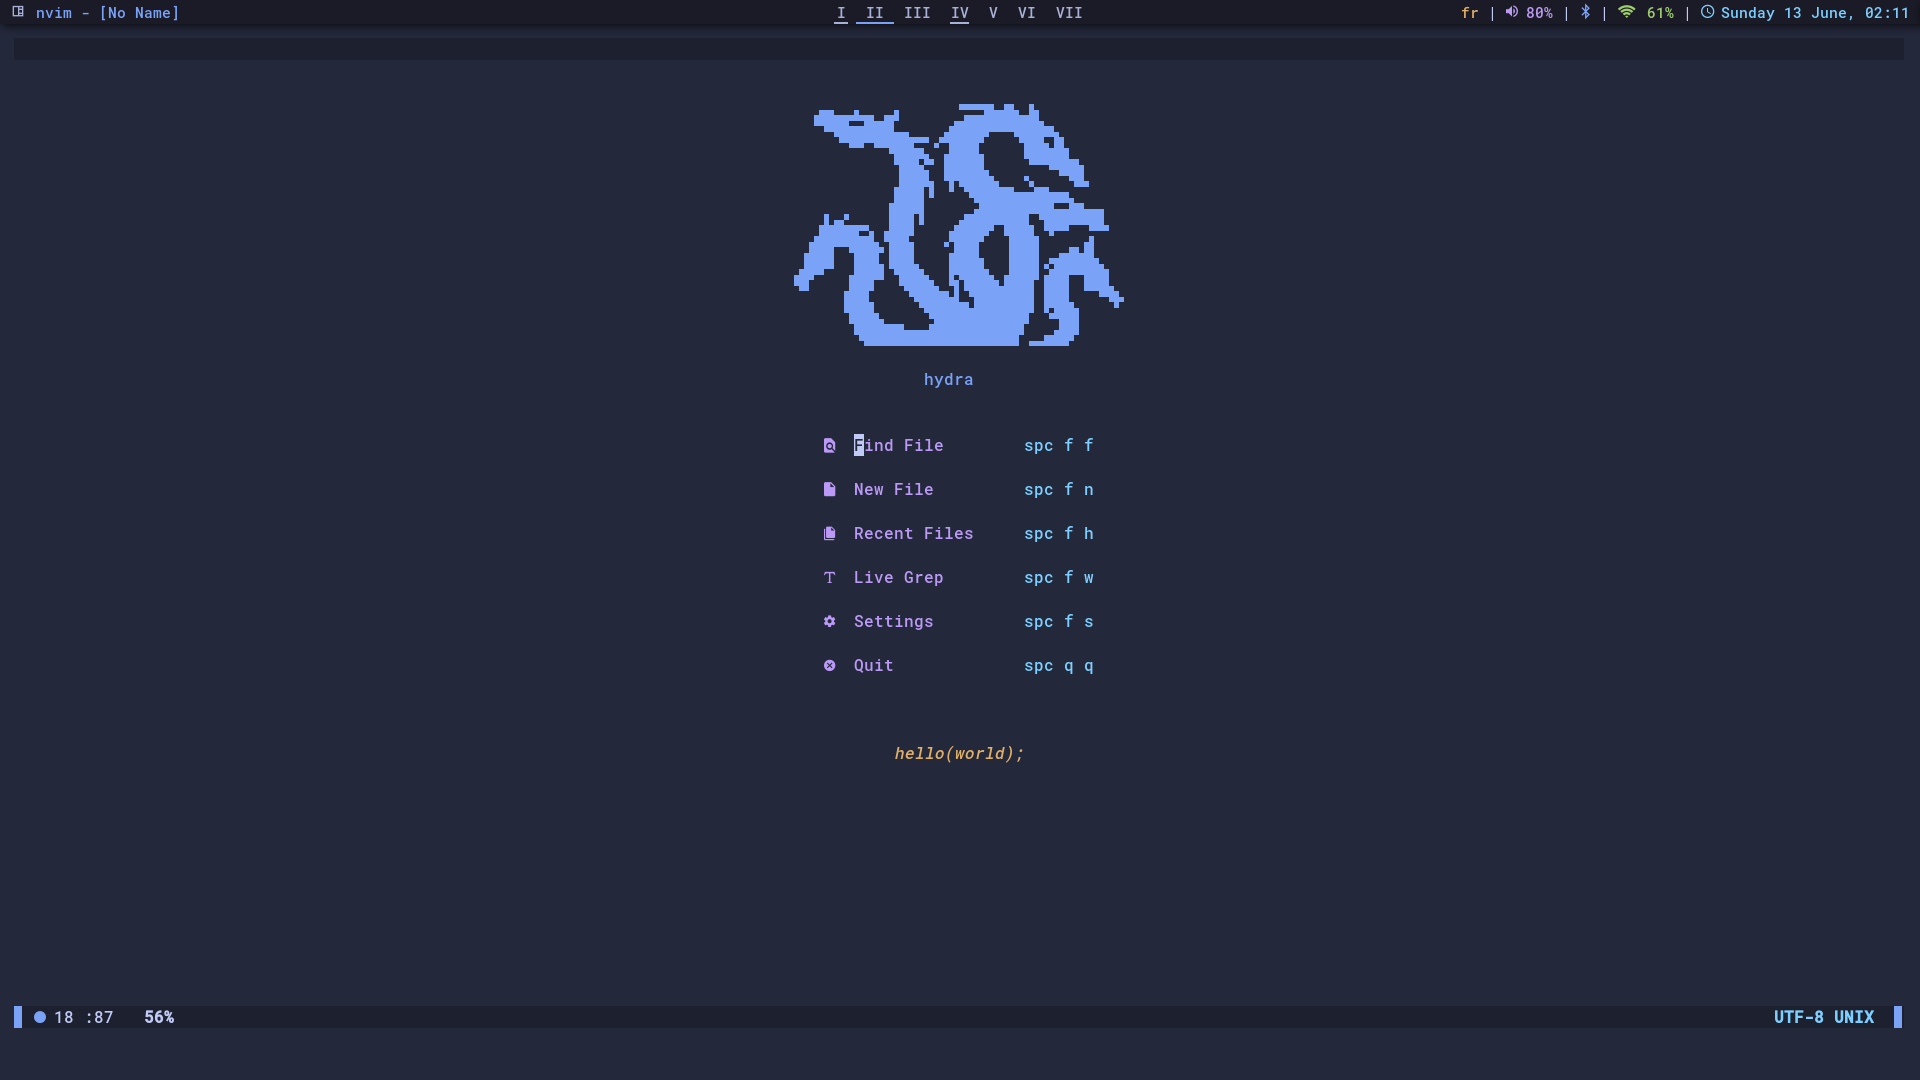 nvim - [No Name] I II III IV V VI VII fr | 80% | | 61% | Sunday 13 June, 02:11
hydra
Find File spc f f
New File spc f n
Recent Files spc f h
Live Grep spc f w
Settings spc f s
Quit spc q q
hello(world);
18 :87 56% UTF-8 UNIX